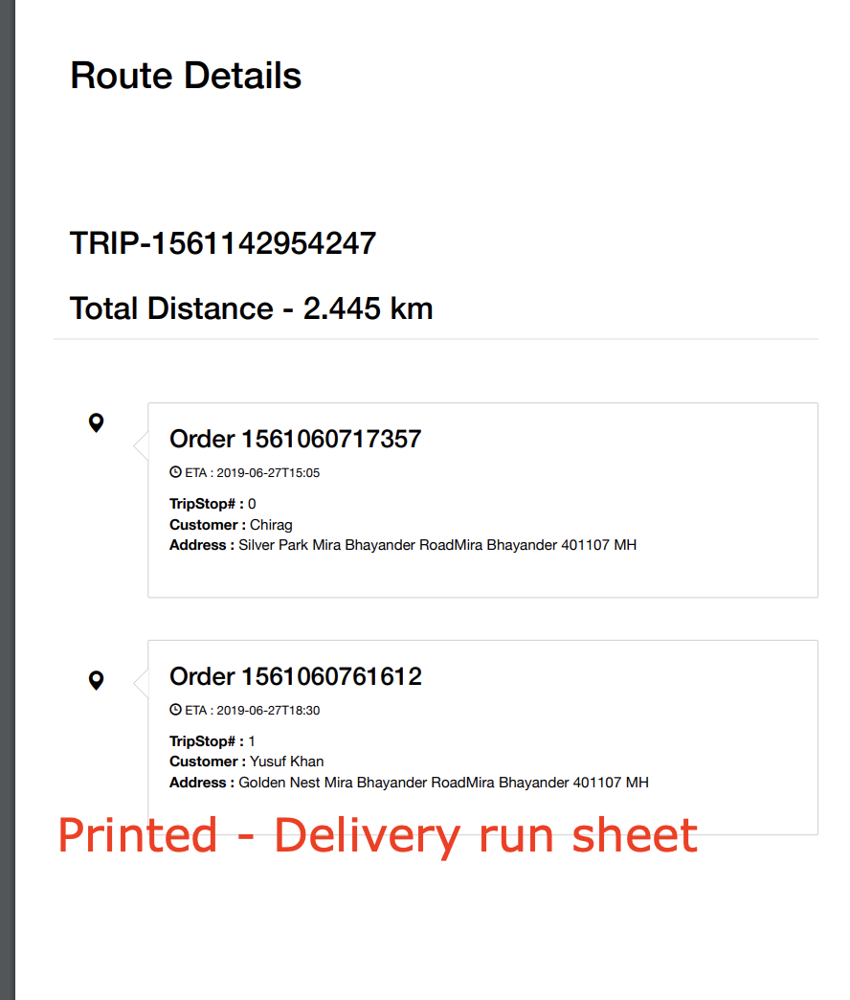 Route Details
TRIP-1561142954247
Total Distance - 2.445 km
Order 1561060717357
ETA : 2019-06-27T15:05
TripStop# : 0
Customer : Chirag
Address : Silver Park Mira Bhayander RoadMira Bhayander 401107 MH
Order 1561060761612
ETA : 2019-06-27T18:30
TripStop# : 1
Customer : Yusuf Khan
Address : Golden Nest Mira Bhayander RoadMira Bhayander 401107 MH
Printed - Delivery run sheet